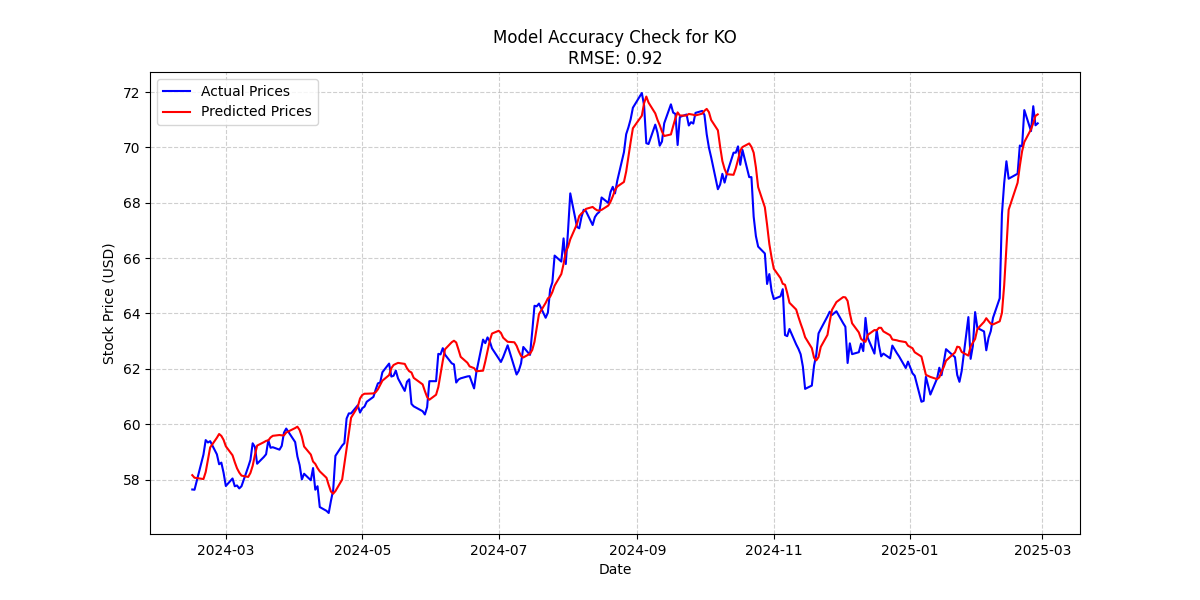 Model Accuracy Check for KO
RMSE: 0.92
Actual Prices
Predicted Prices
Stock Price (USD)
72
70
68
66
64
62
60
58
2024-03
2024-05
2024-07
2024-09
2024-11
2025-01
2025-03
Date